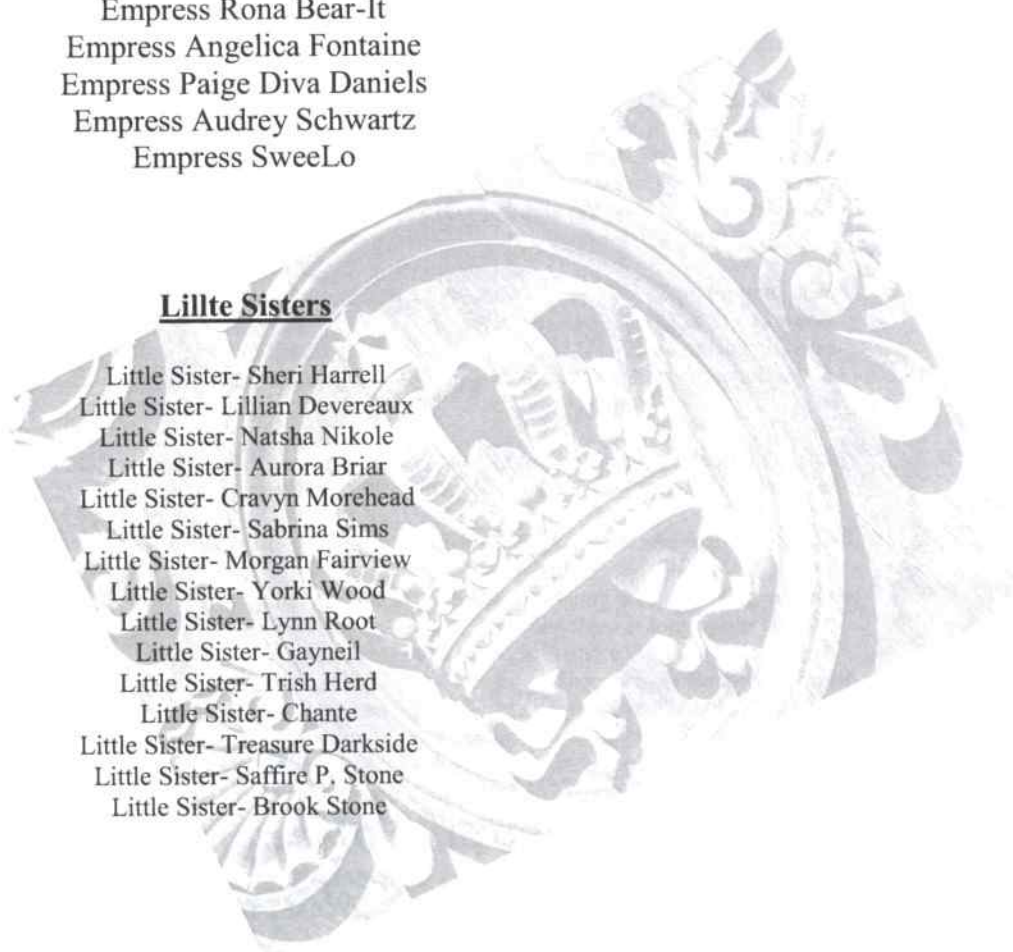 Empress Rona Bear-It
Empress Angelica Fontaine
Empress Paige Diva Daniels
Empress Audrey Schwartz
Empress SweeLo
Lillte Sisters
Little Sister- Sheri Harrell
Little Sister- Lillian Devereaux
Little Sister- Natsha Nikole
Little Sister- Aurora Briar
Little Sister- Cravyn Morehead
Little Sister- Sabrina Sims
Little Sister- Morgan Fairview
Little Sister- Yorki Wood
Little Sister- Lynn Root
Little Sister- Gayneil
Little Sister- Trish Herd
Little Sister- Chante
Little Sister- Treasure Darkside
Little Sister- Saffire P. Stone
Little Sister- Brook Stone